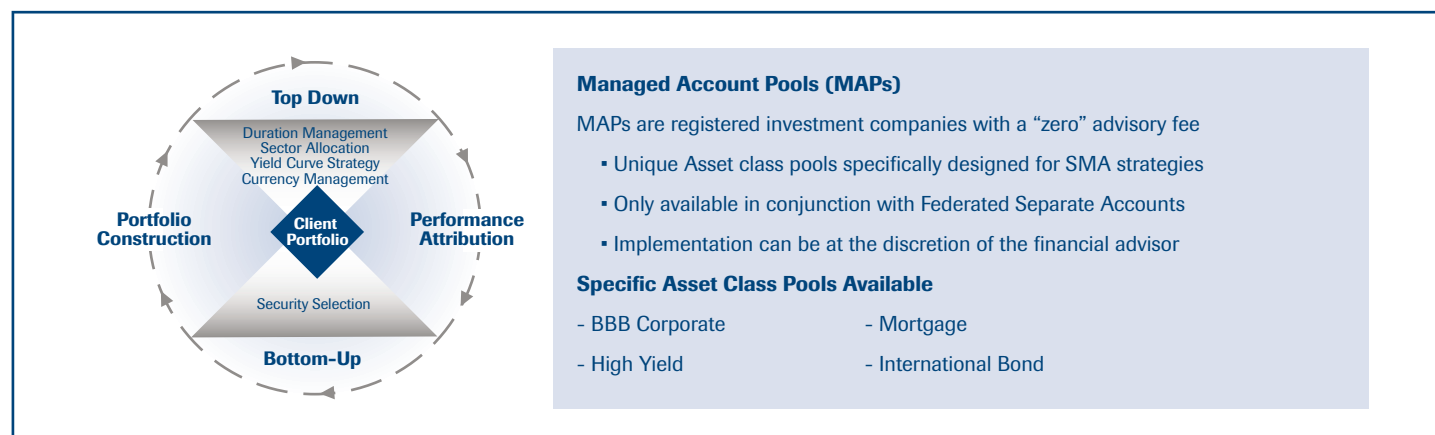 Top Down
Duration Management
Sector Allocation
Yield Curve Strategy
Currency Management
Portfolio
Construction
Client
Portfolio
Performance
Attribution
Security Selection
Bottom-Up
Managed Account Pools (MAPs)
MAPs are registered investment companies with a “zero” advisory fee
▪ Unique Asset class pools specifically designed for SMA strategies
▪ Only available in conjunction with Federated Separate Accounts
▪ Implementation can be at the discretion of the financial advisor
Specific Asset Class Pools Available
- BBB Corporate - Mortgage
- High Yield - International Bond